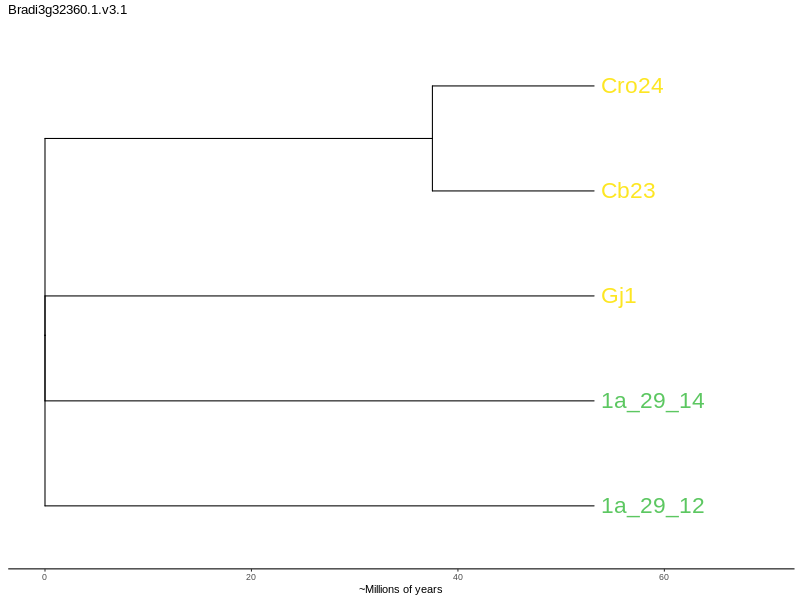 Bradi3g32360.1.v3.1
Cro24
Cb23
Gj1
1a_29_14
1a_29_12
0 20 40 60
~Millions of years